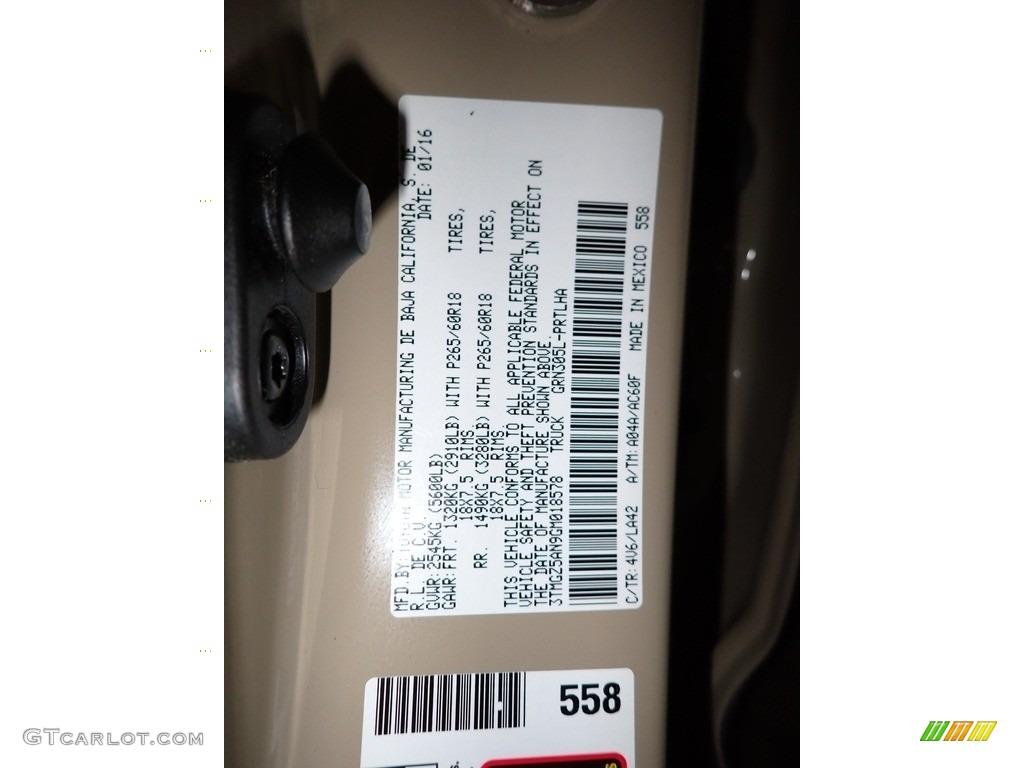 MFD.BY: MOTOR MANUFACTURING DE BAJA CALIFORNIA, S. DE
R.L. DE C.V. DATE: 01/16
GVWR:2545KG (5600LB)
GAWR:FRT. 1320KG (2910LB) WITH P265/60R18 TIRES,
18X7.5 RIMS.
RR. 1490KG (3280LB) WITH P265/60R18 TIRES,
18X7.5 RIMS.
THIS VEHICLE CONFORMS TO ALL APPLICABLE FEDERAL MOTOR
VEHICLE SAFETY AND THEFT PREVENTION STANDARDS IN EFFECT ON
THE DATE OF MANUFACTURE SHOWN ABOVE.
3TMGZ5AN9GM018578 TRUCK GRN305L-PRTLHA
C/TR:4V6/LA42 A/TM:A04A/AC60F MADE IN MEXICO 558
558
GTCARLOT.COM